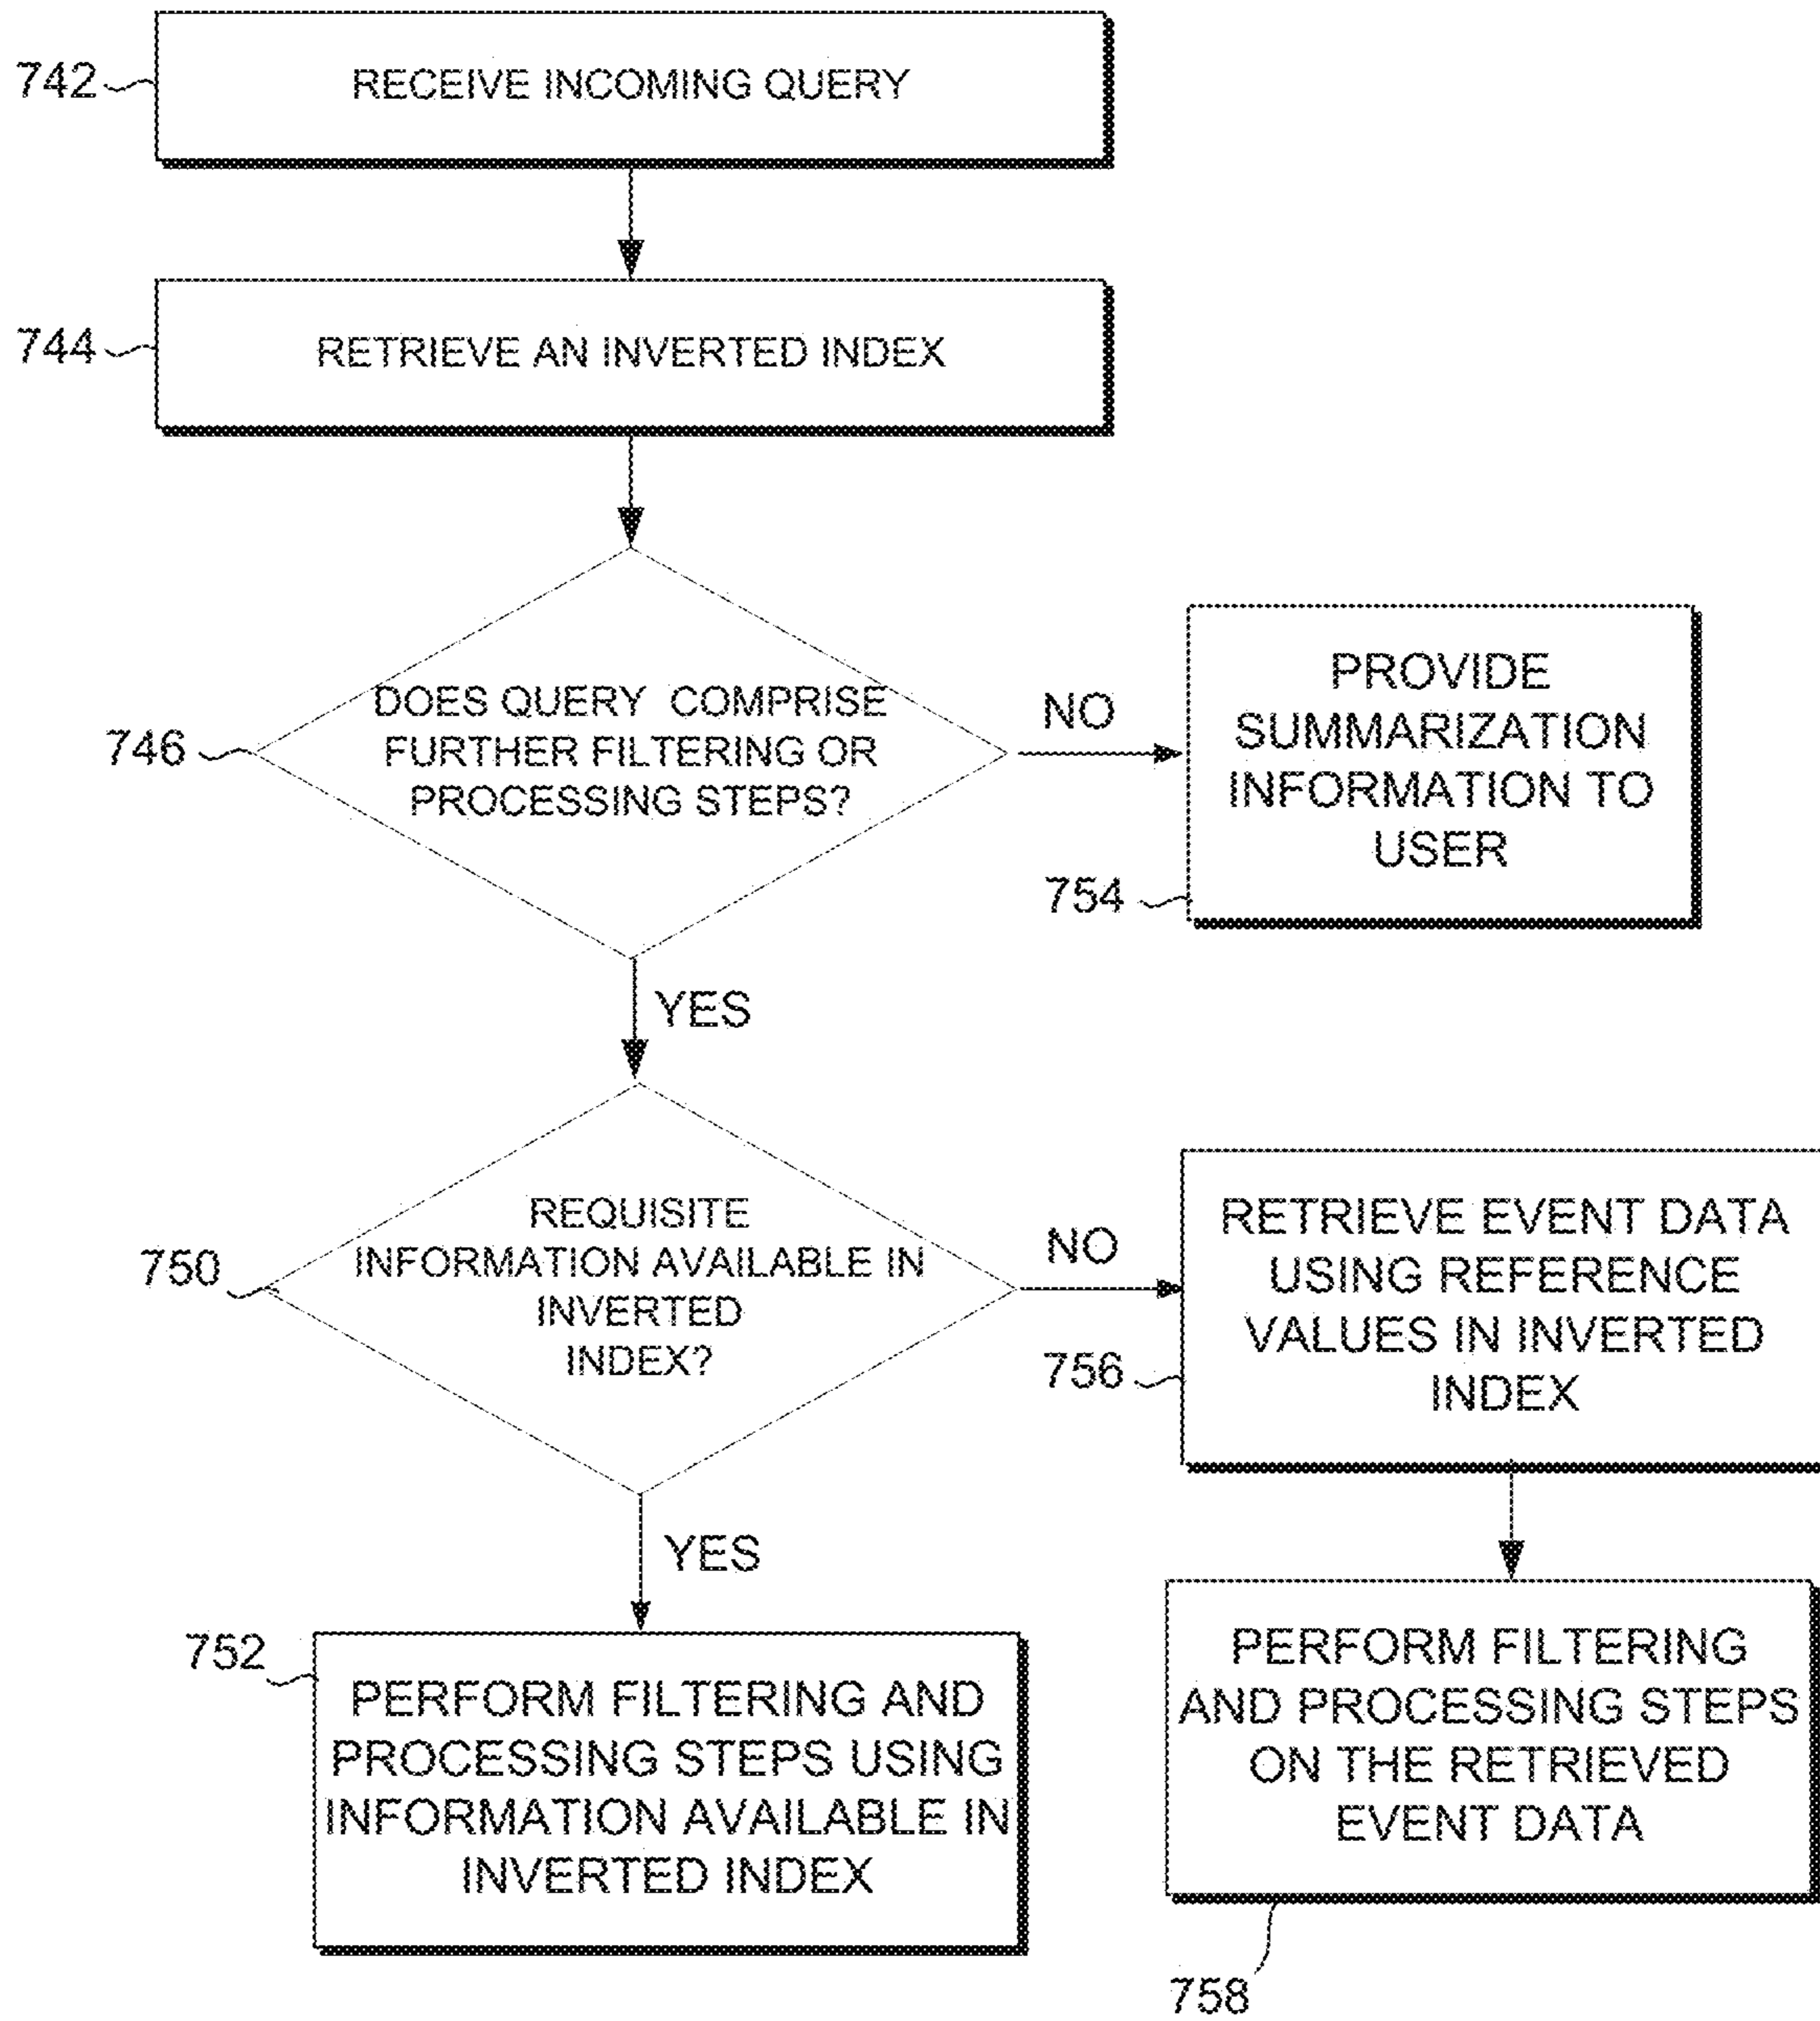 742
RECEIVE INCOMING QUERY
744
RETRIEVE AN INVERTED INDEX
746
DOES QUERY COMPRISE
FURTHER FILTERING OR
PROCESSING STEPS?
NO
PROVIDE
SUMMARIZATION
INFORMATION TO
USER
754
YES
750
REQUISITE
INFORMATION AVAILABLE IN
INVERTED
INDEX?
NO
RETRIEVE EVENT DATA
USING REFERENCE
VALUES IN INVERTED
INDEX
756
YES
752
PERFORM FILTERING AND
PROCESSING STEPS USING
INFORMATION AVAILABLE IN
INVERTED INDEX
PERFORM FILTERING
AND PROCESSING STEPS
ON THE RETRIEVED
EVENT DATA
758